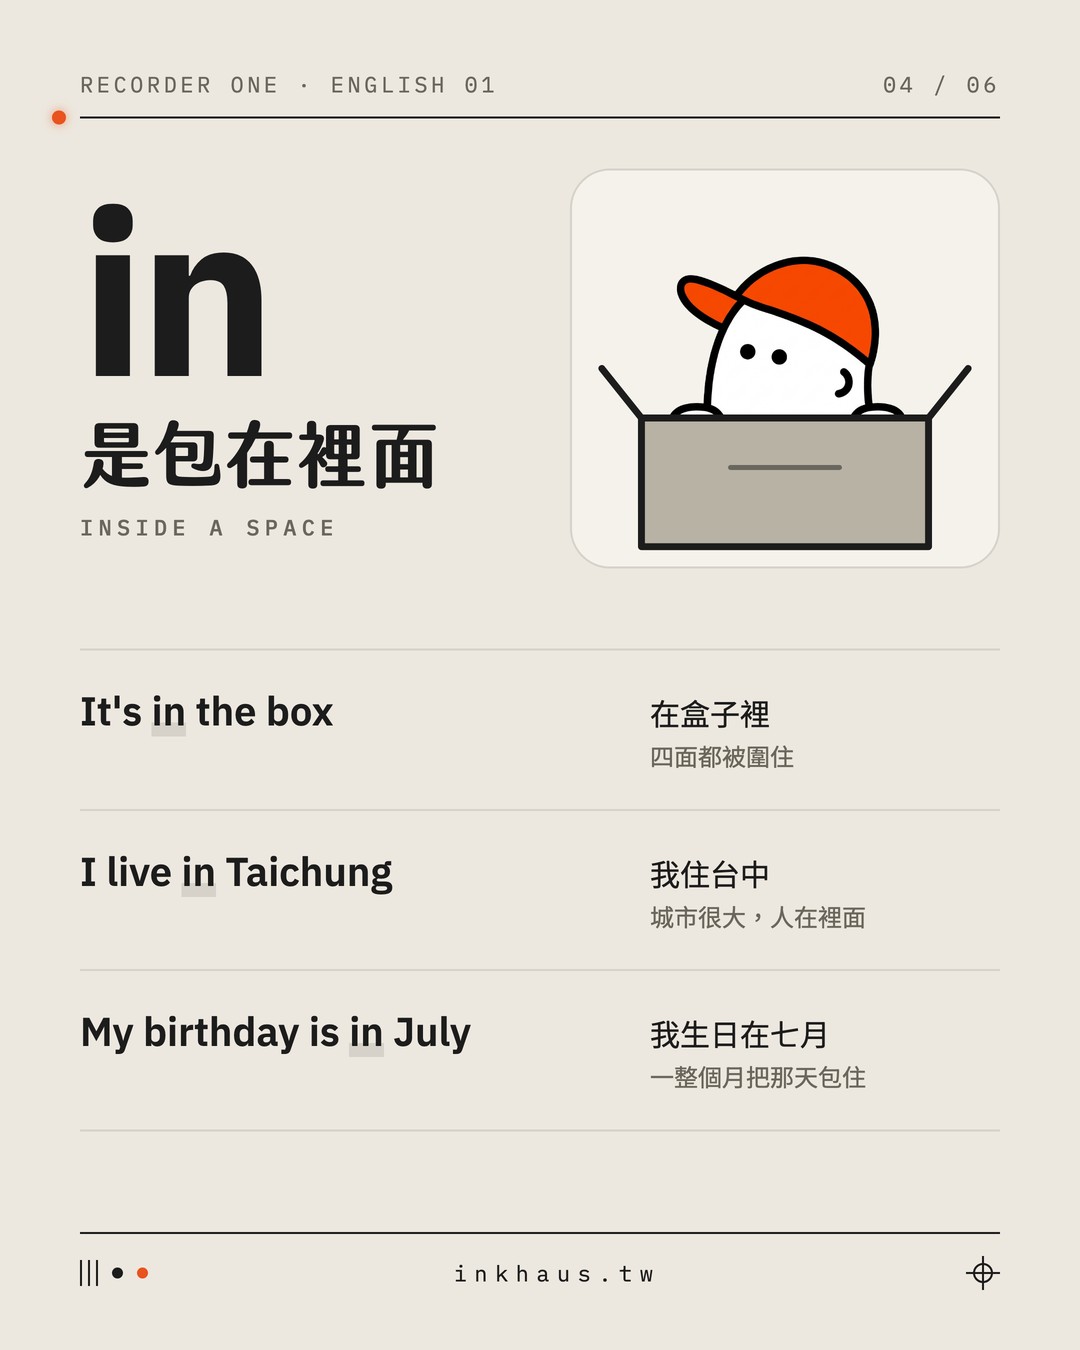 RECORDER ONE · ENGLISH 01
04 / 06
in
是包在裡面
INSIDE A SPACE
It's in the box
在盒子裡
四面都被圍住
I live in Taichung
我住台中
城市很大，人在裡面
My birthday is in July
我生日在七月
一整個月把那天包住
inkhaus.tw